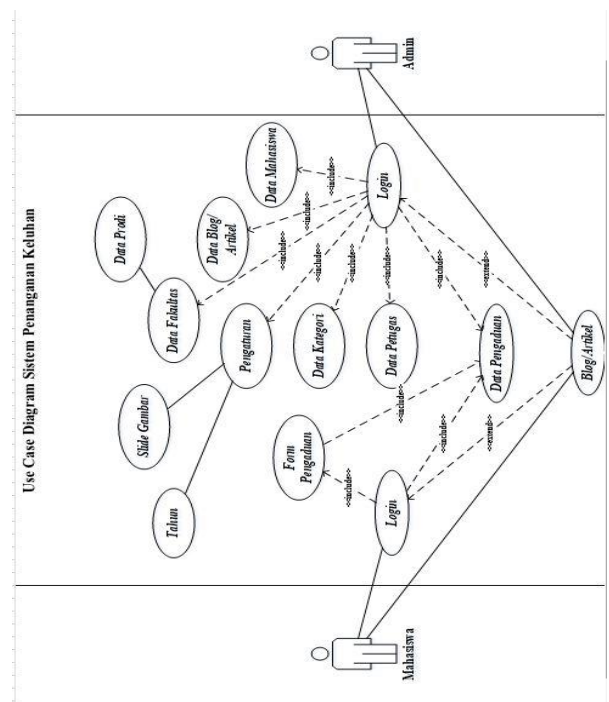 Use Case Diagram Sistem Penanganan Keluhan
Mahasiswa
Admin
Tahun
Slide Gambar
Data Prodi
Data Fakultas
Data Blog/
Artikel
Data Mahasiswa
Pengaturan
Data Kategori
Data Petugas
Form
Pengaduan
Login
Login
Data Pengaduan
Blog/Artikel
<<include>>
<<include>>
<<include>>
<<include>>
<<include>>
<<include>>
<<include>>
<<include>>
<<include>>
<<include>>
<<extend>>
<<extend>>